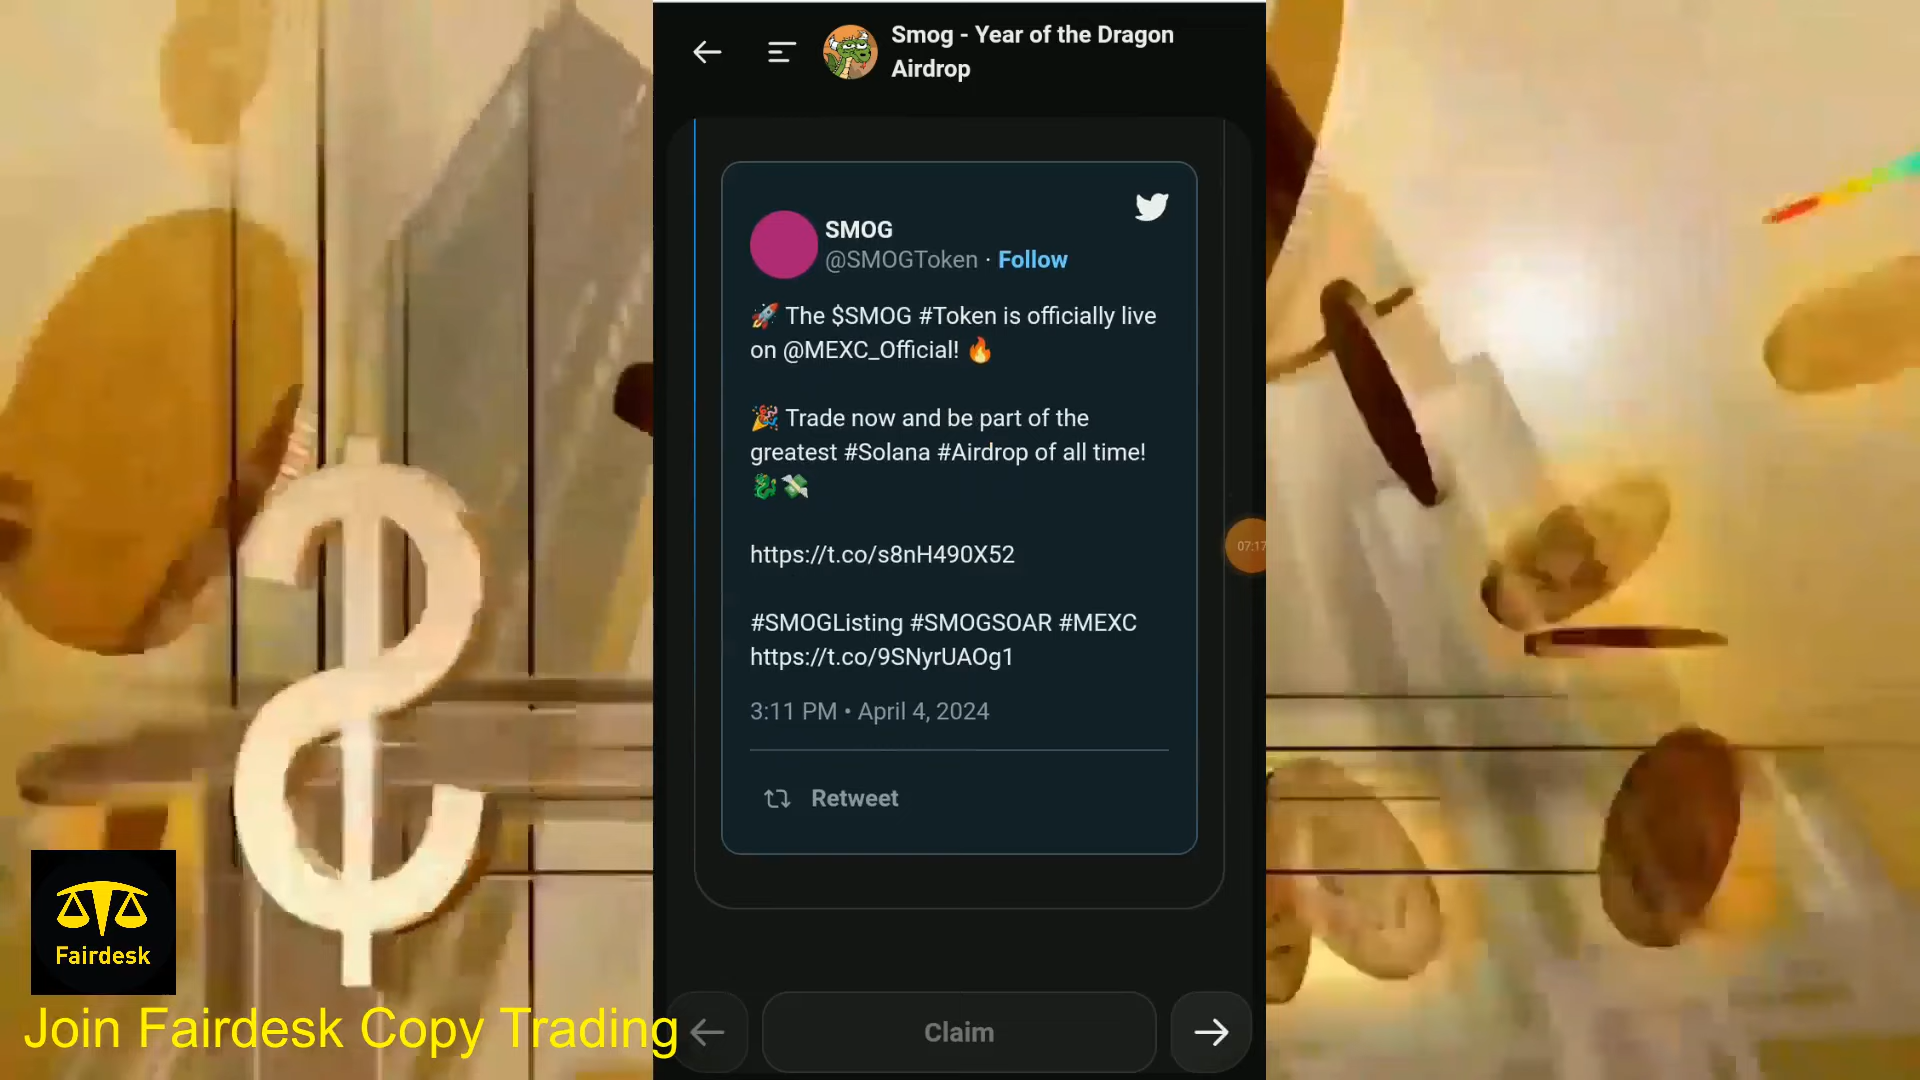 Smog - Year of the Dragon
Airdrop
SMOG
@SMOGToken · Follow
🚀 The $SMOG #Token is officially live
on @MEXC_Official! 🔥
🎉 Trade now and be part of the
greatest #Solana #Airdrop of all time!
🐉💸
https://t.co/s8nH490X52
#SMOGListing #SMOGSOAR #MEXC
https://t.co/9SNyrUAOg1
3:11 PM • April 4, 2024
Retweet
Claim
07:17
Fairdesk
Join Fairdesk Copy Trading